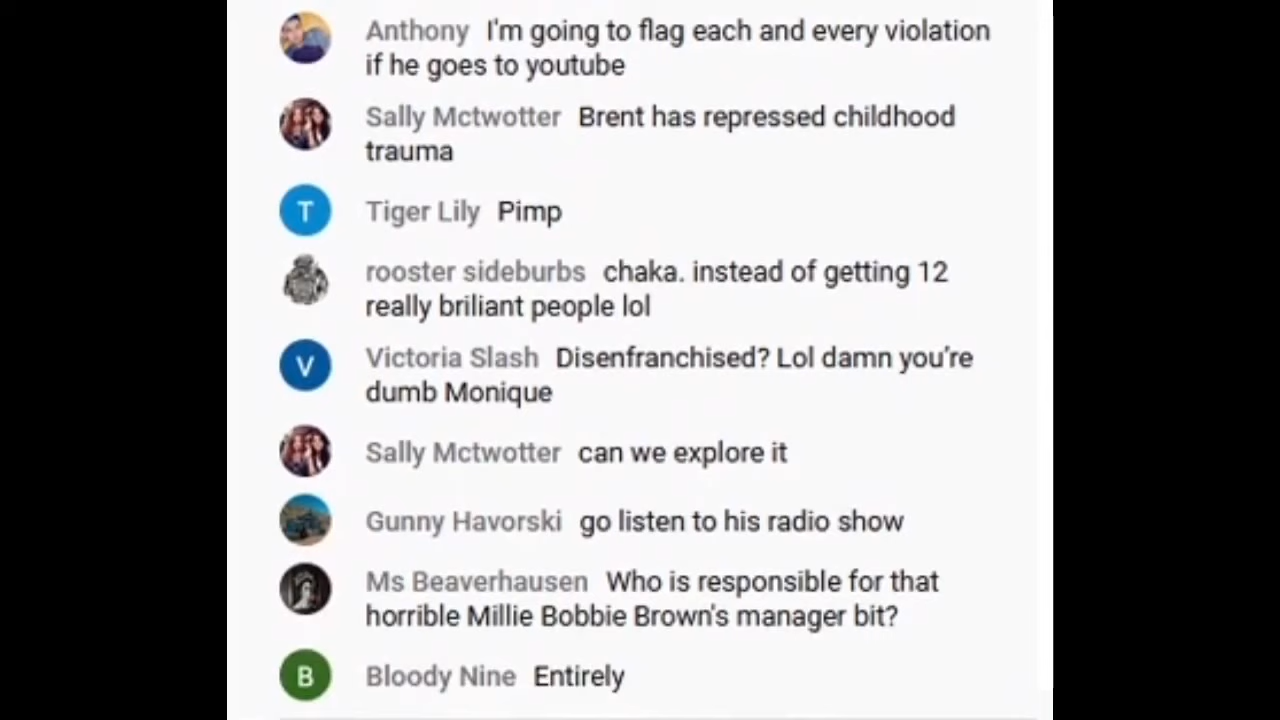 Anthony I'm going to flag each and every violation
if he goes to youtube
Sally Mctwotter Brent has repressed childhood
trauma
T Tiger Lily Pimp
rooster sideburbs chaka. instead of getting 12
really briliant people lol
V Victoria Slash Disenfranchised? Lol damn you're
dumb Monique
Sally Mctwotter can we explore it
Gunny Havorski go listen to his radio show
Ms Beaverhausen Who is responsible for that
horrible Millie Bobbie Brown's manager bit?
B Bloody Nine Entirely